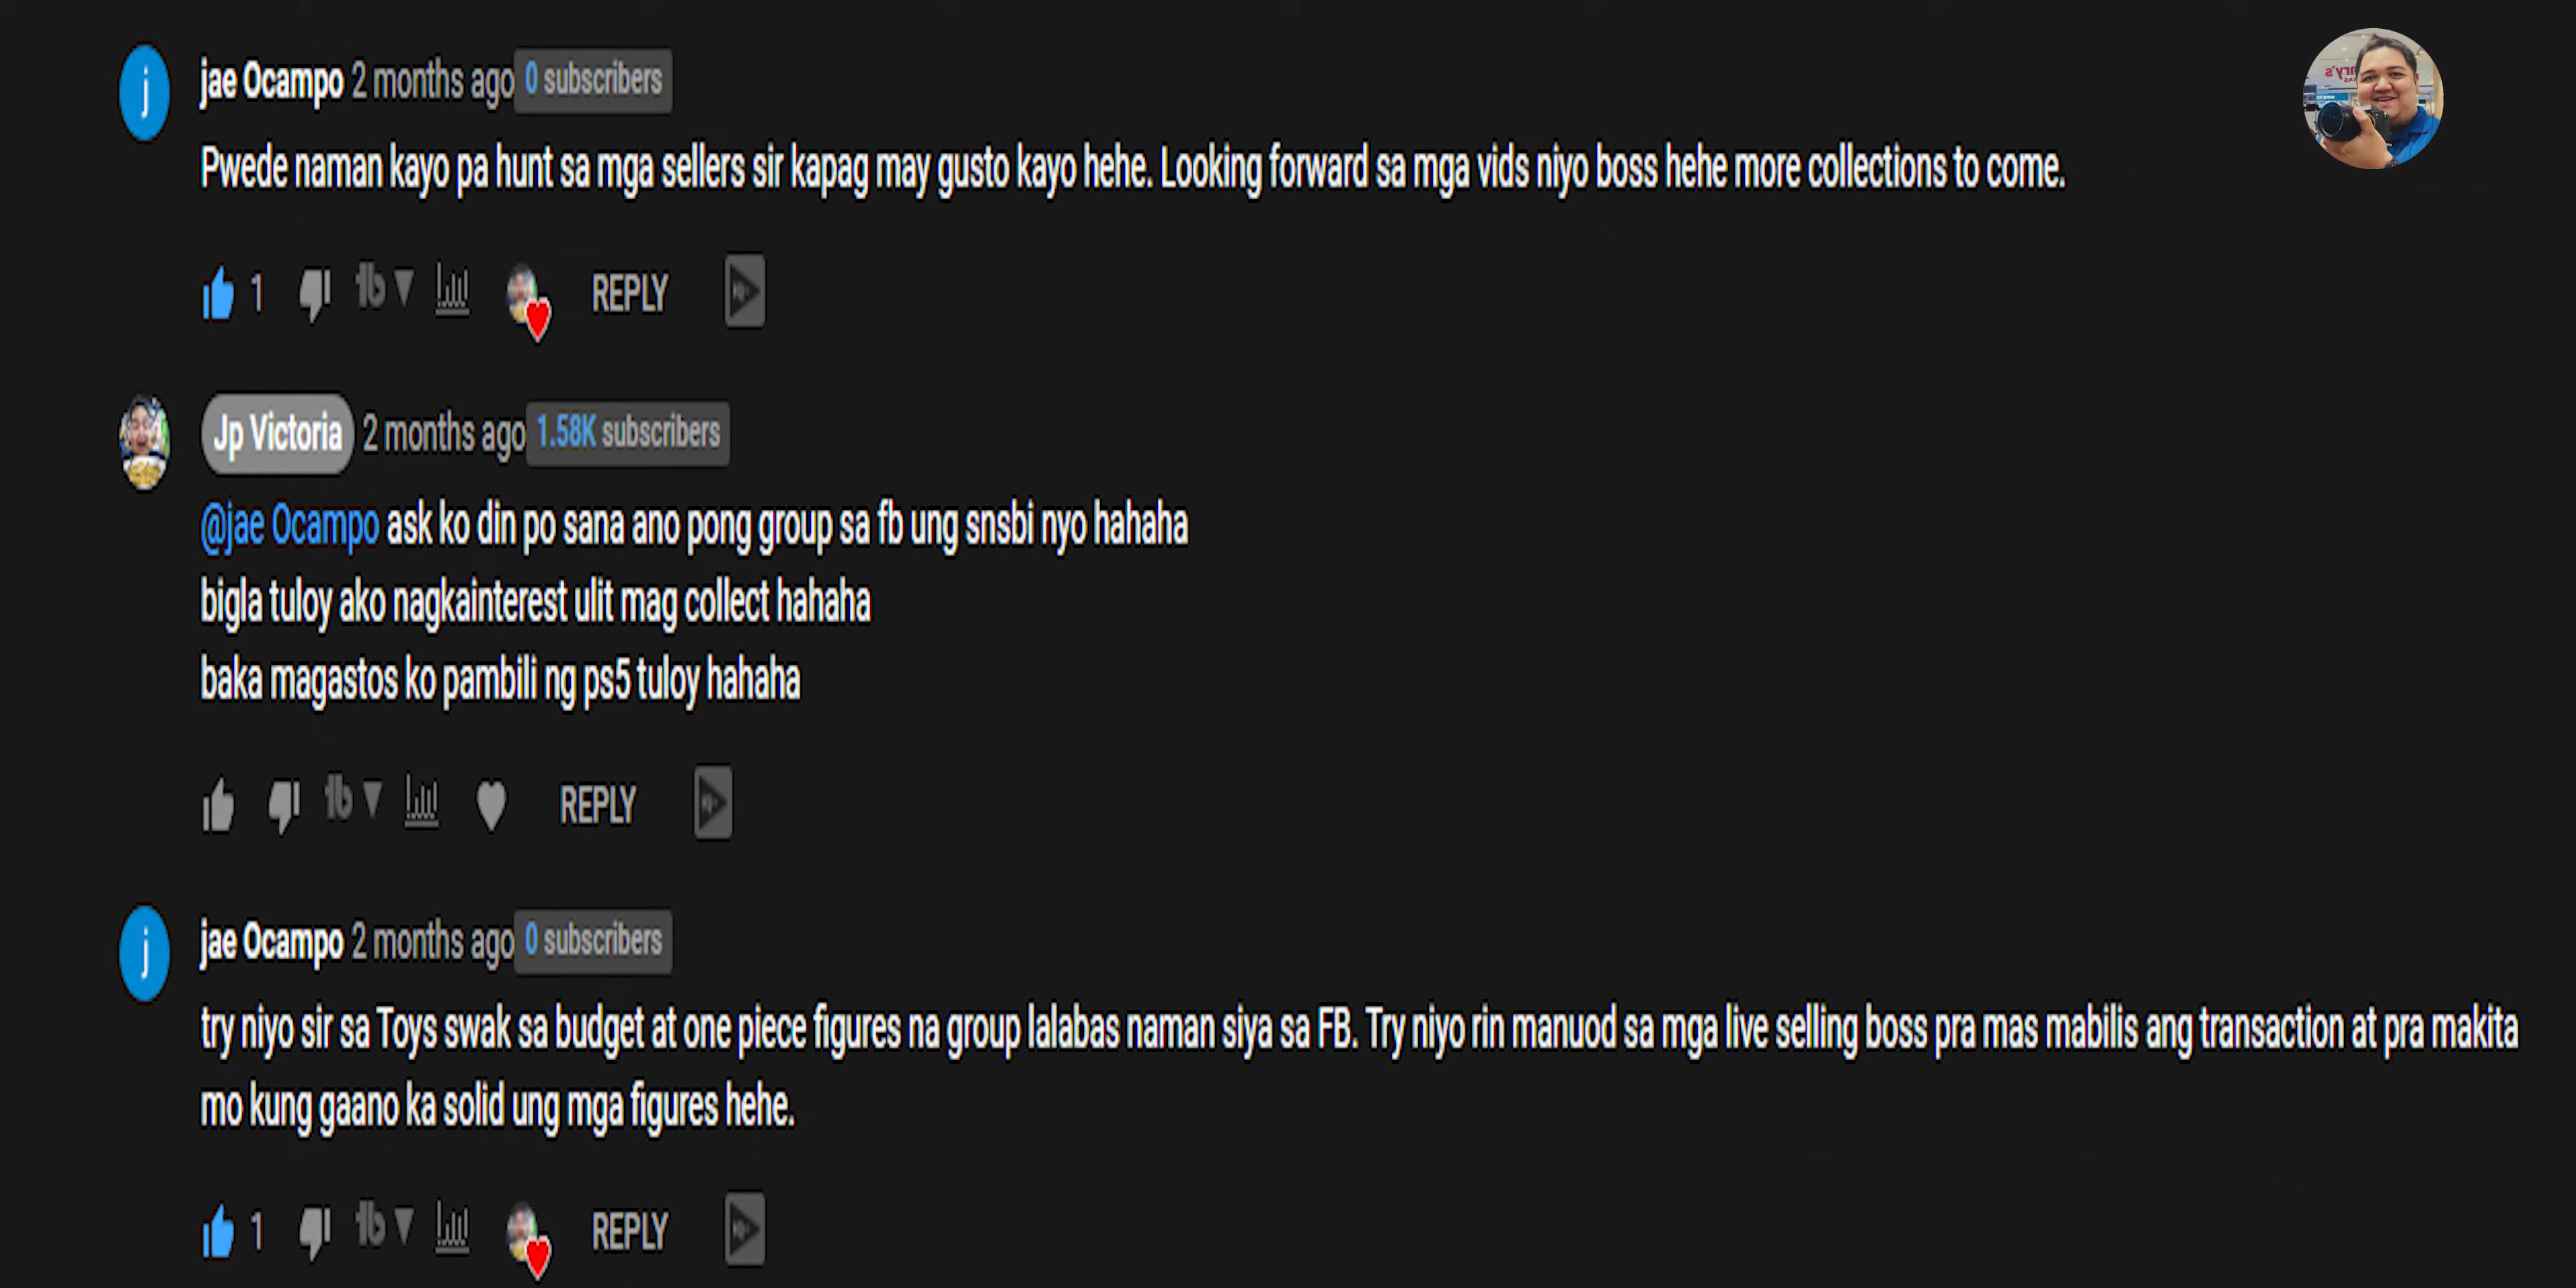 jae Ocampo 2 months ago 0 subscribers
Pwede naman kayo pa hunt sa mga sellers sir kapag may gusto kayo hehe. Looking forward sa mga vids niyo boss hehe more collections to come.
1 REPLY
Jp Victoria 2 months ago 1.58K subscribers
@jae Ocampo ask ko din po sana ano pong group sa fb ung snsbi nyo hahaha
bigla tuloy ako nagkainterest ulit mag collect hahaha
baka magastos ko pambili ng ps5 tuloy hahaha
REPLY
jae Ocampo 2 months ago 0 subscribers
try niyo sir sa Toys swak sa budget at one piece figures na group lalabas naman siya sa FB. Try niyo rin manuod sa mga live selling boss pra mas mabilis ang transaction at pra makita
mo kung gaano ka solid ung mga figures hehe.
1 REPLY